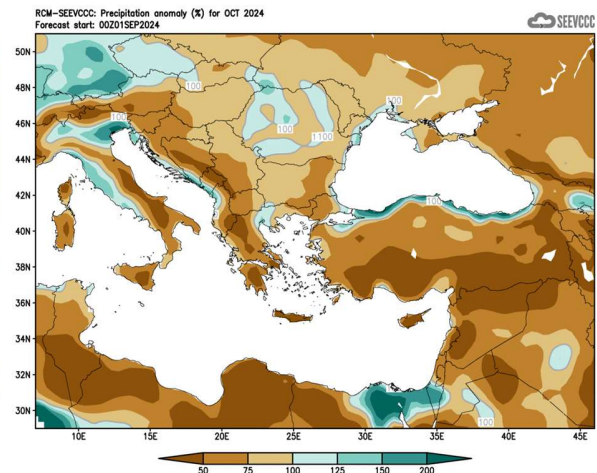 RCM-SEEVCCC: Precipitation anomaly (%) for OCT 2024
Forecast start: 00Z01SEP2024
SEEVCCC
50N
48N
46N
44N
42N
40N
38N
36N
34N
32N
30N
100
100
100
100
1100
100
100
10E
15E
20E
25E
30E
35E
40E
45E
50
75
100
125
150
200